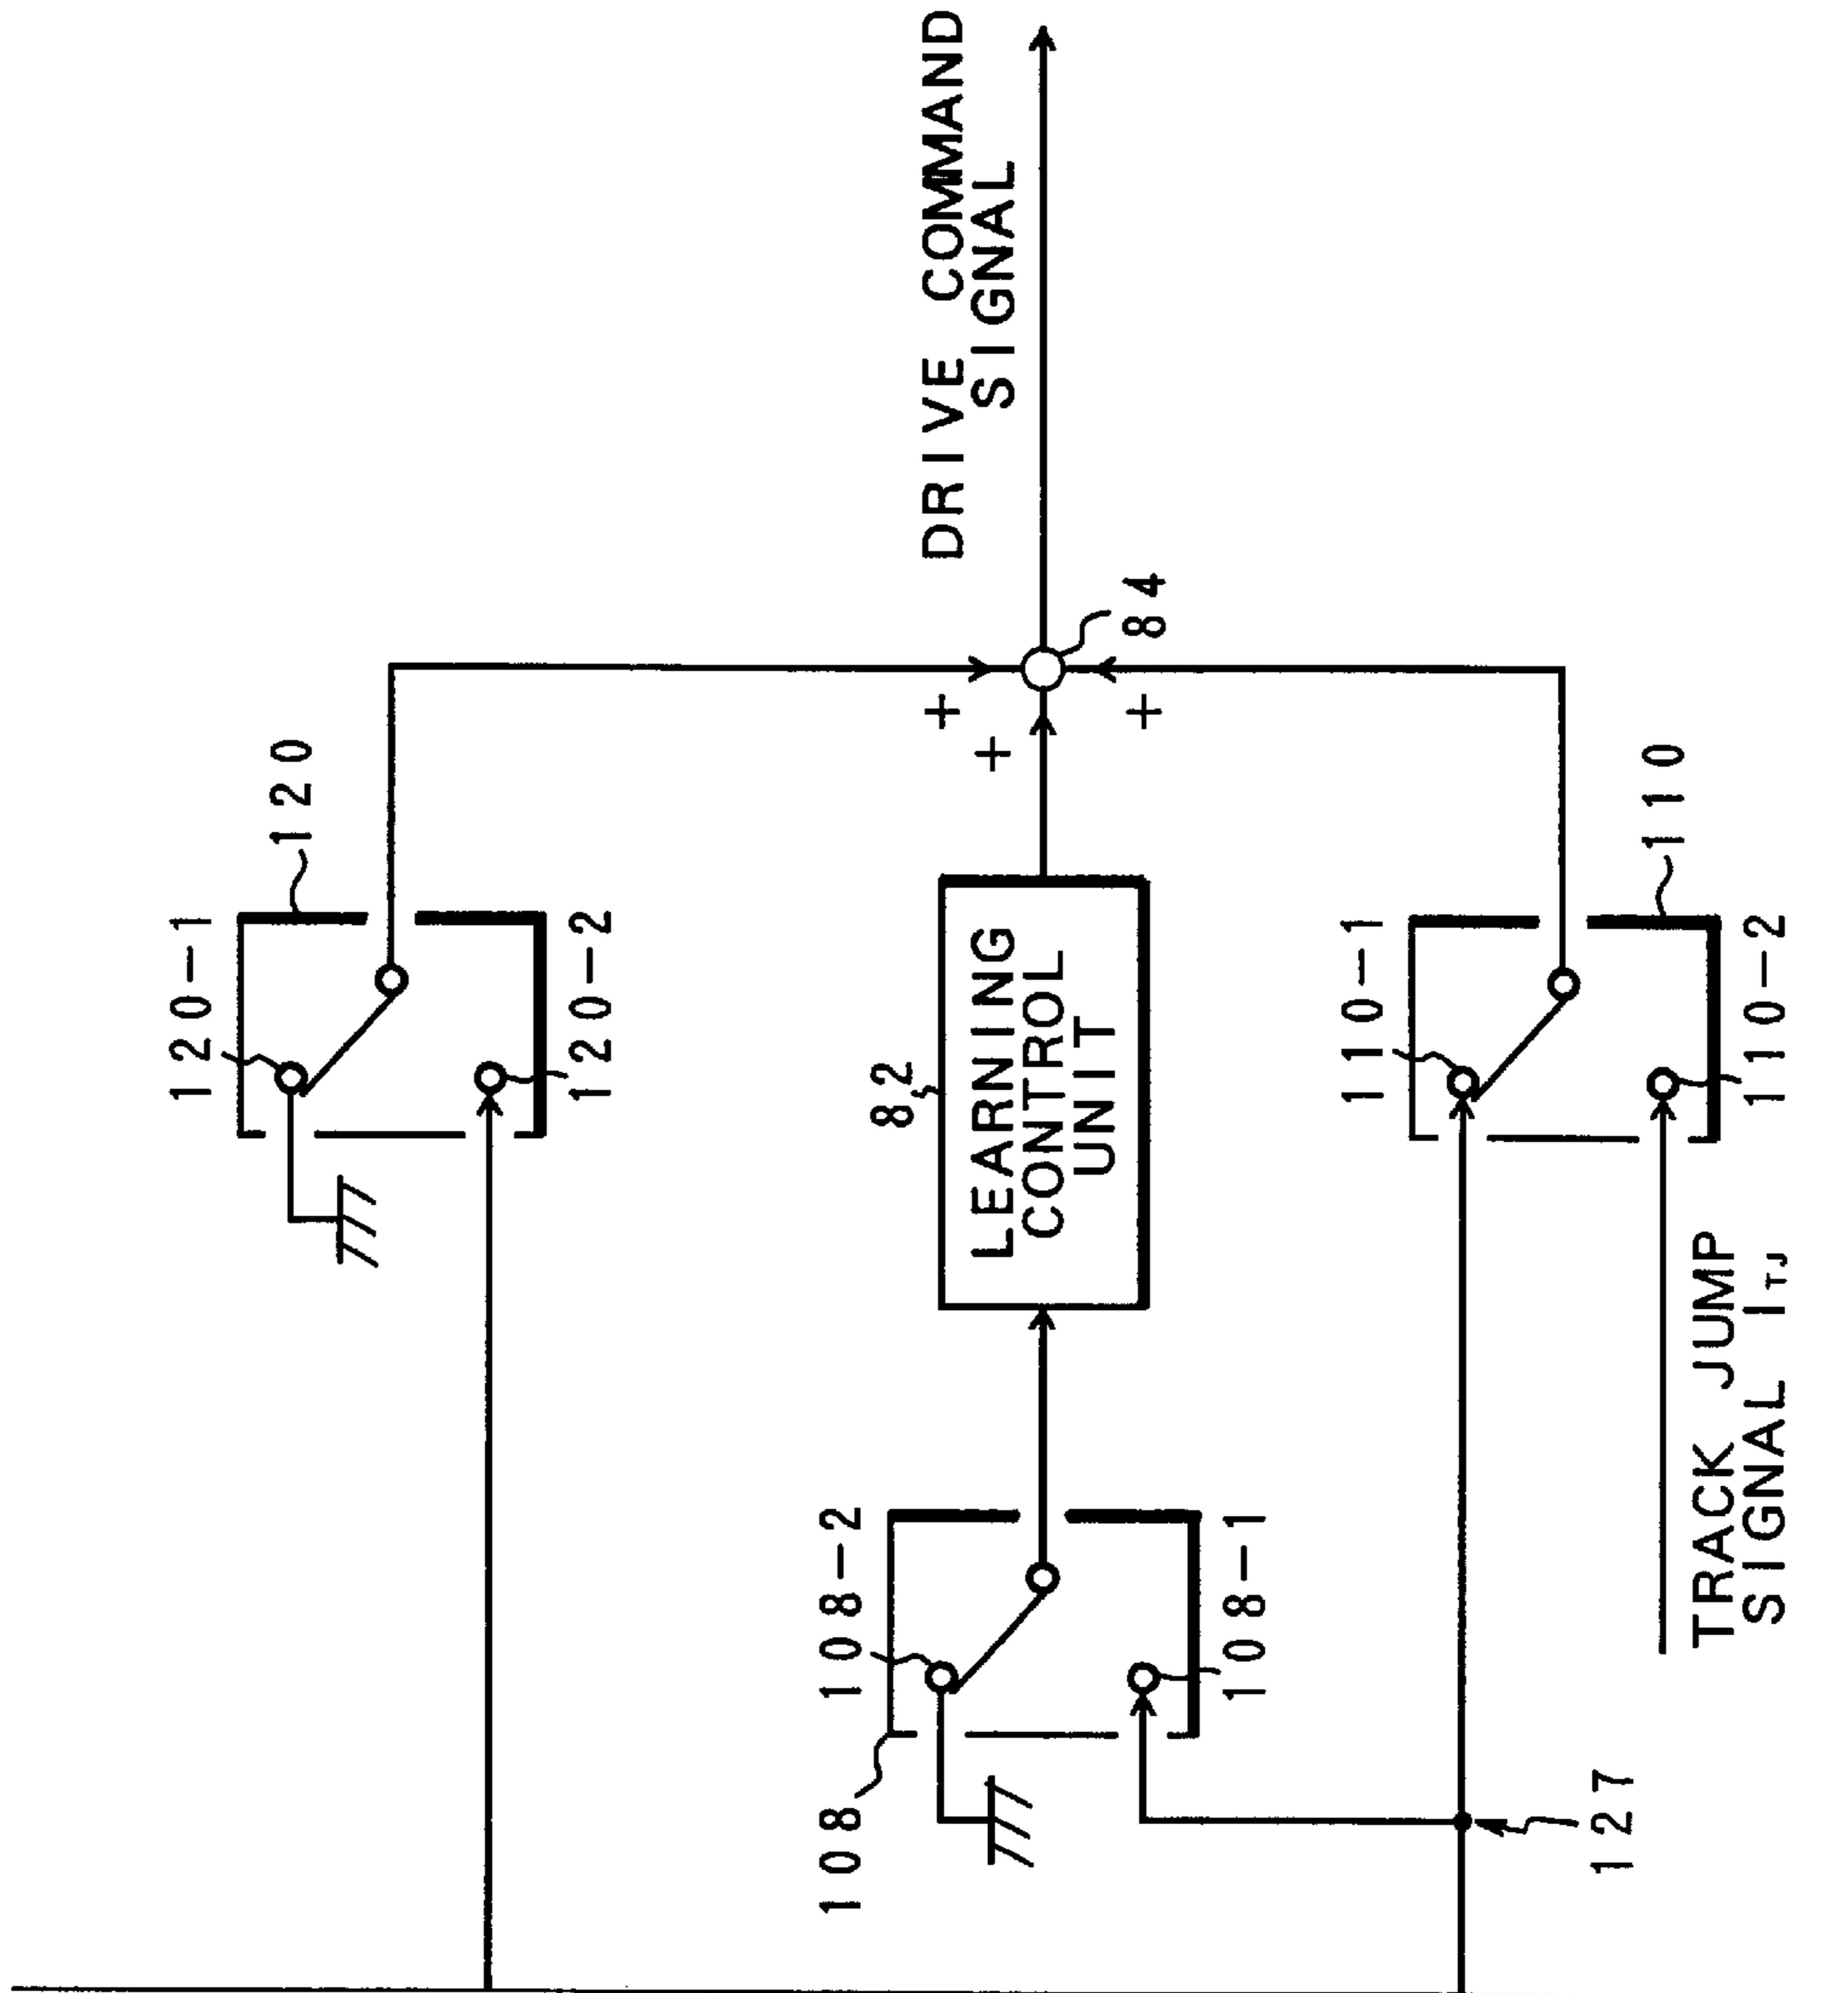 DRIVE COMMAND
SIGNAL
84
+
+
+
120
120-1
120-2
82
LEARNING
CONTROL
UNIT
110
110-1
110-2
108
108-2
108-1
127
TRACK JUMP
SIGNAL ITJ